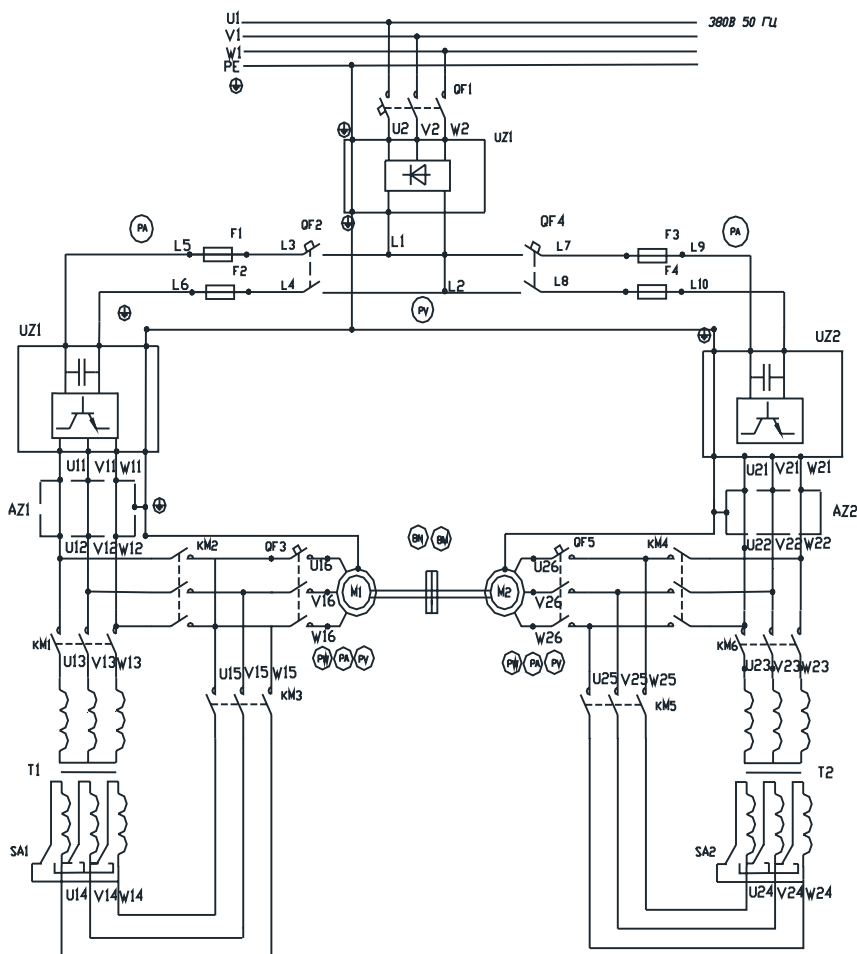 U1
380В 50 ГЦ
V1
W1
PE
QF1
U2 V2 W2
UZ1
PA
F1
QF2
QF4
F3
PA
L5
L3
L1
L7
L9
F2
F4
L6
L4
L2
L8
L10
PV
UZ1
UZ2
U11 V11 W11
U21 V21 W21
AZ1
AZ2
U12 V12 W12
KM2
QF3
BM BM
QF5
KM4
U22 V22 W22
U16
U26
M1
M2
V16
V26
W16
W26
KM1
KM6
U13 V13 W13
PW PA PV
PW PA PV
U23 V23 W23
U15 V15 W15
U25 V25 W25
KM3
KM5
T1
T2
SA1
SA2
U14 V14 W14
U24 V24 W24